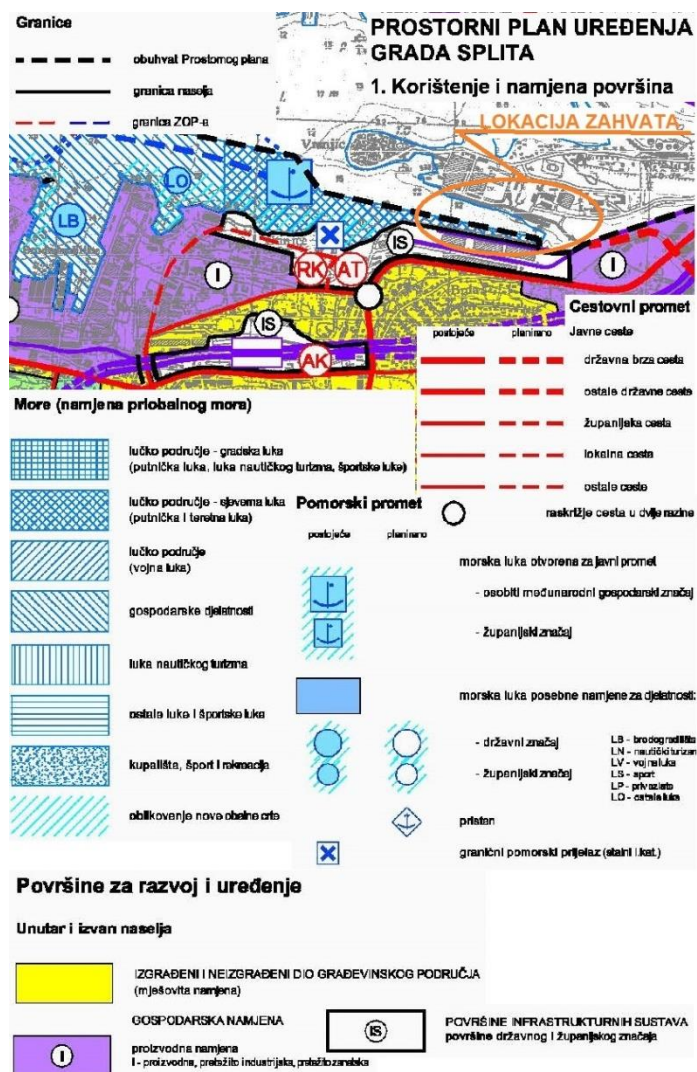 Granice
obuhvat Prostornog plana
granica naselja
granica ZOP-a
PROSTORNI PLAN UREĐENJA
GRADA SPLITA
1. Korištenje i namjena površina
LOKACIJA ZAHVATA
Vranjic
LO
LB
I
RK
AT
IS
I
IS
AK
Cestovni promet
postojeće
planirano
Javne ceste
državna brza cesta
ostale državne ceste
županijska cesta
lokalna cesta
ostale ceste
raskrižje cesta u dvije razine
More (namjena priobalnog mora)
lučko područje - gradska luka
(putnička luka, luka nautičkog turizma, športske luke)
lučko područje - sjeverna luka
(putnička i teretna luka)
lučko područje
(vojna luka)
gospodarske djelatnosti
luka nautičkog turizma
ostale luke i športske luke
kupališta, šport i rekreacija
oblikovanje nove obalne crte
Pomorski promet
postojeće
planirano
morska luka otvorena za javni promet
- osobiti međunarodni gospodarski značaj
- županijski značaj
morska luka posebne namjene za djelatnosti:
- državni značaj
- županijski značaj
LB - brodogradilište
LN - nautički turizam
LV - vojna luka
LS - sport
LP - privezište
LO - ostala luka
pristan
granični pomorski prijelaz (stalni I.kat.)
Površine za razvoj i uređenje
Unutar i izvan naselja
IZGRAĐENI I NEIZGRAĐENI DIO GRAĐEVINSKOG PODRUČJA
(mješovita namjena)
GOSPODARSKA NAMJENA
I
proizvodna namjena
I - proizvodna, pretežito industrijska, pretežito zanatska
IS
POVRŠINE INFRASTRUKTURNIH SUSTAVA
površine državnog i županijskog značaja